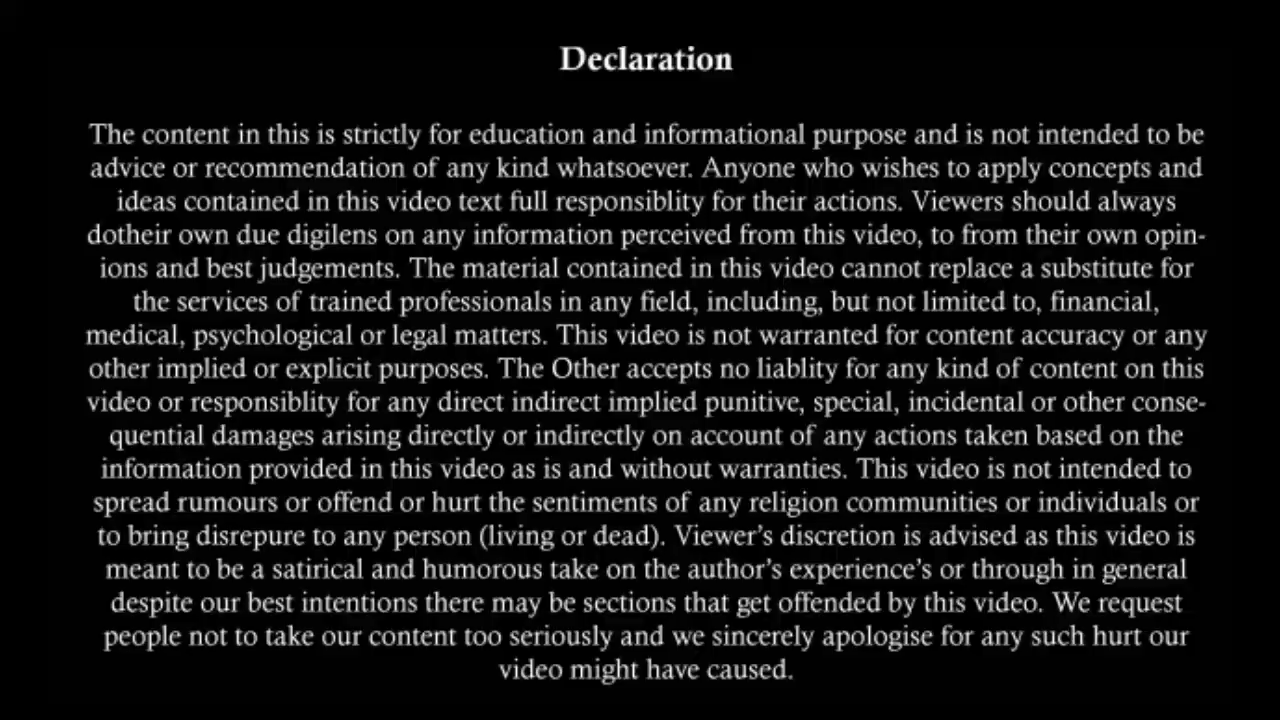 Declaration
The content in this is strictly for education and informational purpose and is not intended to be
advice or recommendation of any kind whatsoever. Anyone who wishes to apply concepts and
ideas contained in this video text full responsiblity for their actions. Viewers should always
dotheir own due digilens on any information perceived from this video, to from their own opin-
ions and best judgements. The material contained in this video cannot replace a substitute for
the services of trained professionals in any field, including, but not limited to, financial,
medical, psychological or legal matters. This video is not warranted for content accuracy or any
other implied or explicit purposes. The Other accepts no liablity for any kind of content on this
video or responsiblity for any direct indirect implied punitive, special, incidental or other conse-
quential damages arising directly or indirectly on account of any actions taken based on the
information provided in this video as is and without warranties. This video is not intended to
spread rumours or offend or hurt the sentiments of any religion communities or individuals or
to bring disrepure to any person (living or dead). Viewer's discretion is advised as this video is
meant to be a satirical and humorous take on the author's experience's or through in general
despite our best intentions there may be sections that get offended by this video. We request
people not to take our content too seriously and we sincerely apologise for any such hurt our
video might have caused.